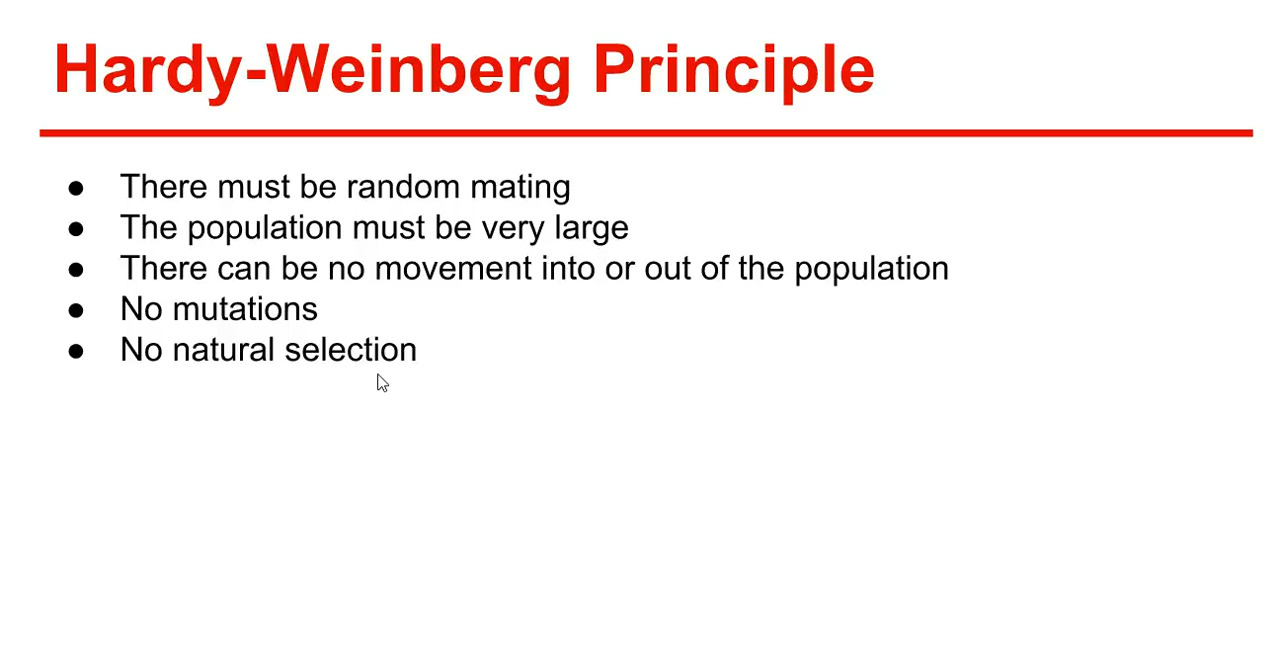 Hardy-Weinberg Principle
● There must be random mating
● The population must be very large
● There can be no movement into or out of the population
● No mutations
● No natural selection